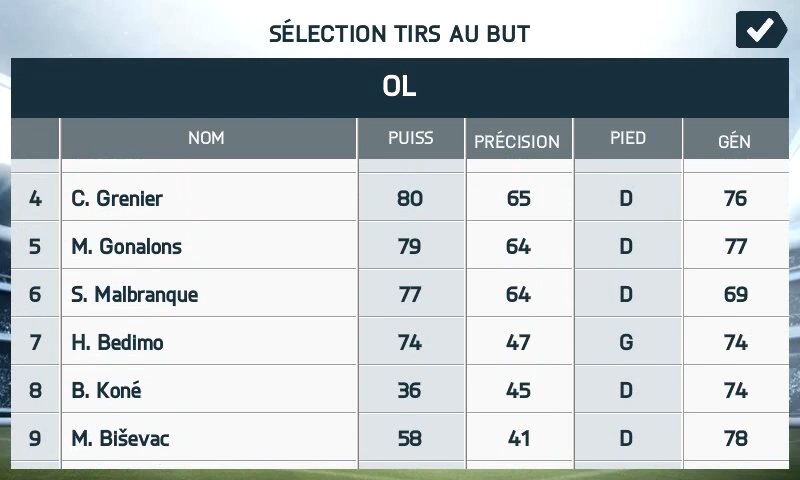 SÉLECTION TIRS AU BUT
OL
NOM PUISS PRÉCISION PIED GÉN
4 C. Grenier 80 65 D 76
5 M. Gonalons 79 64 D 77
6 S. Malbranque 77 64 D 69
7 H. Bedimo 74 47 G 74
8 B. Koné 36 45 D 74
9 M. Biševac 58 41 D 78